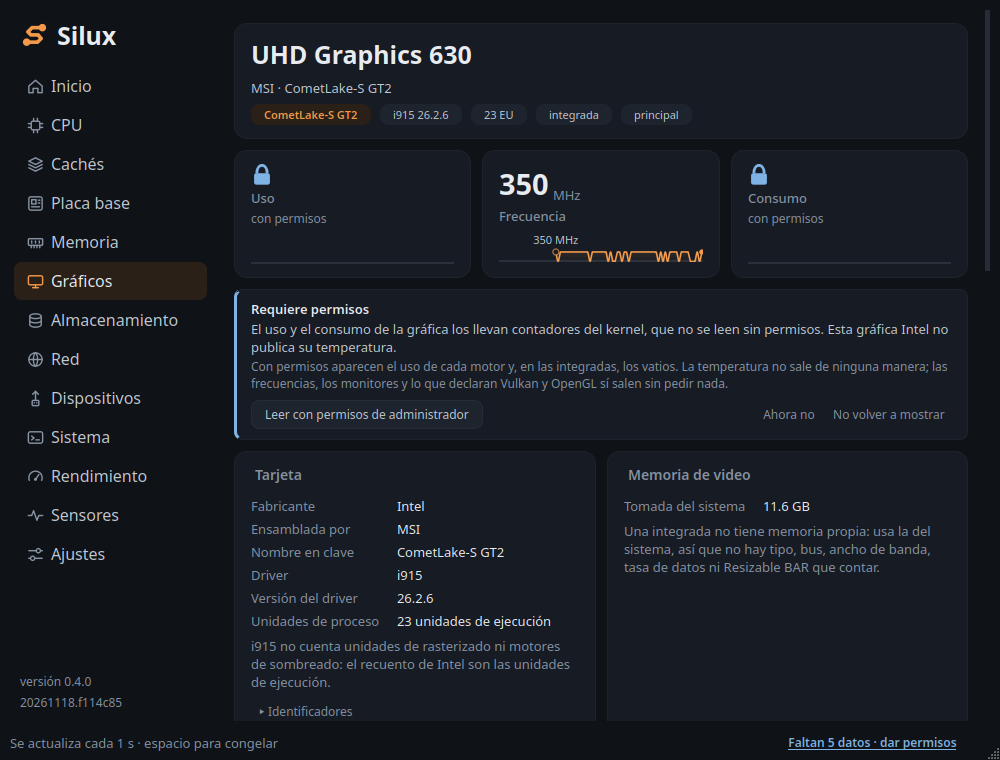 Silux
Inicio
CPU
Cachés
Placa base
Memoria
Gráficos
Almacenamiento
Red
Dispositivos
Sistema
Rendimiento
Sensores
Ajustes
versión 0.4.0
20261118.f114c85
UHD Graphics 630
MSI · CometLake-S GT2
CometLake-S GT2 i915 26.2.6 23 EU integrada principal
Uso
con permisos
350 MHz
Frecuencia
350 MHz
Consumo
con permisos
Requiere permisos
El uso y el consumo de la gráfica los llevan contadores del kernel, que no se leen sin permisos. Esta gráfica Intel no
publica su temperatura.
Con permisos aparecen el uso de cada motor y, en las integradas, los vatios. La temperatura no sale de ninguna manera; las
frecuencias, los monitores y lo que declaran Vulkan y OpenGL sí salen sin pedir nada.
Leer con permisos de administrador Ahora no No volver a mostrar
Tarjeta
Fabricante Intel
Ensamblada por MSI
Nombre en clave CometLake-S GT2
Driver i915
Versión del driver 26.2.6
Unidades de proceso 23 unidades de ejecución
i915 no cuenta unidades de rasterizado ni motores
de sombreado: el recuento de Intel son las unidades
de ejecución.
▸ Identificadores
Memoria de video
Tomada del sistema 11.6 GB
Una integrada no tiene memoria propia: usa la del
sistema, así que no hay tipo, bus, ancho de banda,
tasa de datos ni Resizable BAR que contar.
Se actualiza cada 1 s · espacio para congelar
Faltan 5 datos · dar permisos